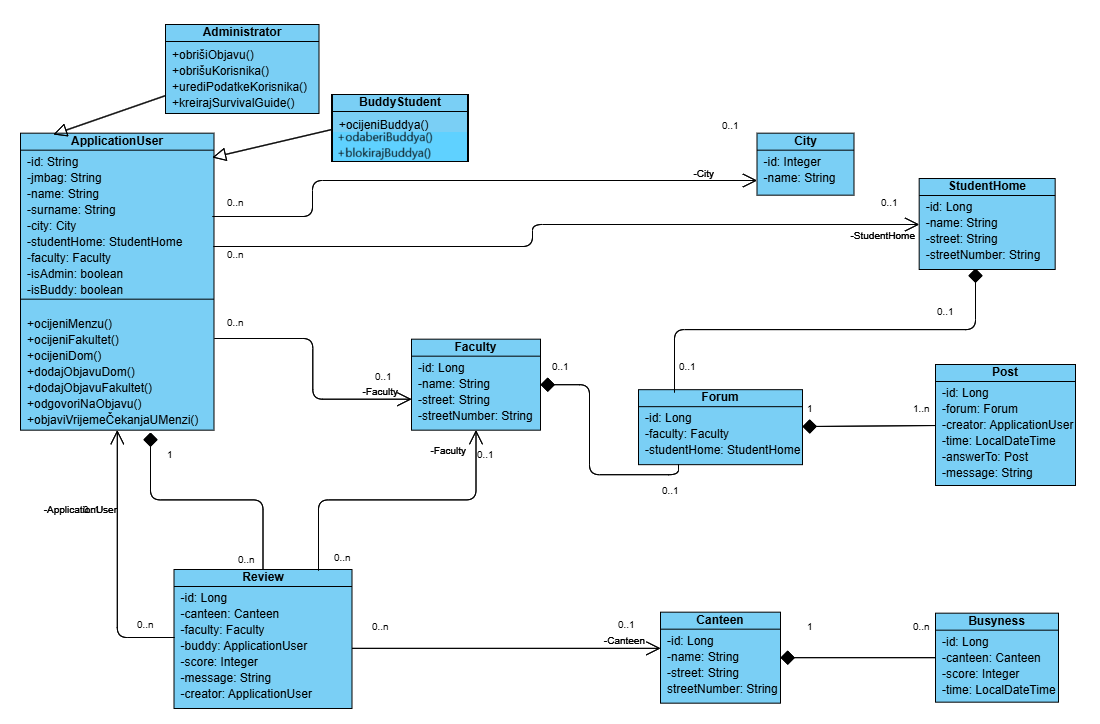 Administrator
+obrišiObjavu()
+obrišuKorisnika()
+urediPodatkeKorisnika()
+kreirajSurvivalGuide()
BuddyStudent
+ocijeniBuddya()
+odaberiBuddya()
+blokirajBuddya()
ApplicationUser
-id: String
-jmbag: String
-name: String
-surname: String
-city: City
-studentHome: StudentHome
-faculty: Faculty
-isAdmin: boolean
-isBuddy: boolean
+ocijeniMenzu()
+ocijeniFakultet()
+ocijeniDom()
+dodajObjavuDom()
+dodajObjavuFakultet()
+odgovoriNaObjavu()
+objaviVrijemeČekanjaUMenzi()
0..n
-City
0..1
City
-id: Integer
-name: String
0..n
0..1
-StudentHome
StudentHome
-id: Long
-name: String
-street: String
-streetNumber: String
0..n
0..1
-Faculty
Faculty
-id: Long
-name: String
-street: String
-streetNumber: String
0..1
0..1
0..1
0..1
Forum
-id: Long
-faculty: Faculty
-studentHome: StudentHome
1
1..n
Post
-id: Long
-forum: Forum
-creator: ApplicationUser
-time: LocalDateTime
-answerTo: Post
-message: String
1
-Faculty
0..1
-ApplicationUser
0..n
0..n
0..n
Review
-id: Long
-canteen: Canteen
-faculty: Faculty
-buddy: ApplicationUser
-score: Integer
-message: String
-creator: ApplicationUser
0..n
0..1
-Canteen
Canteen
-id: Long
-name: String
-street: String
streetNumber: String
1
0..n
Busyness
-id: Long
-canteen: Canteen
-score: Integer
-time: LocalDateTime